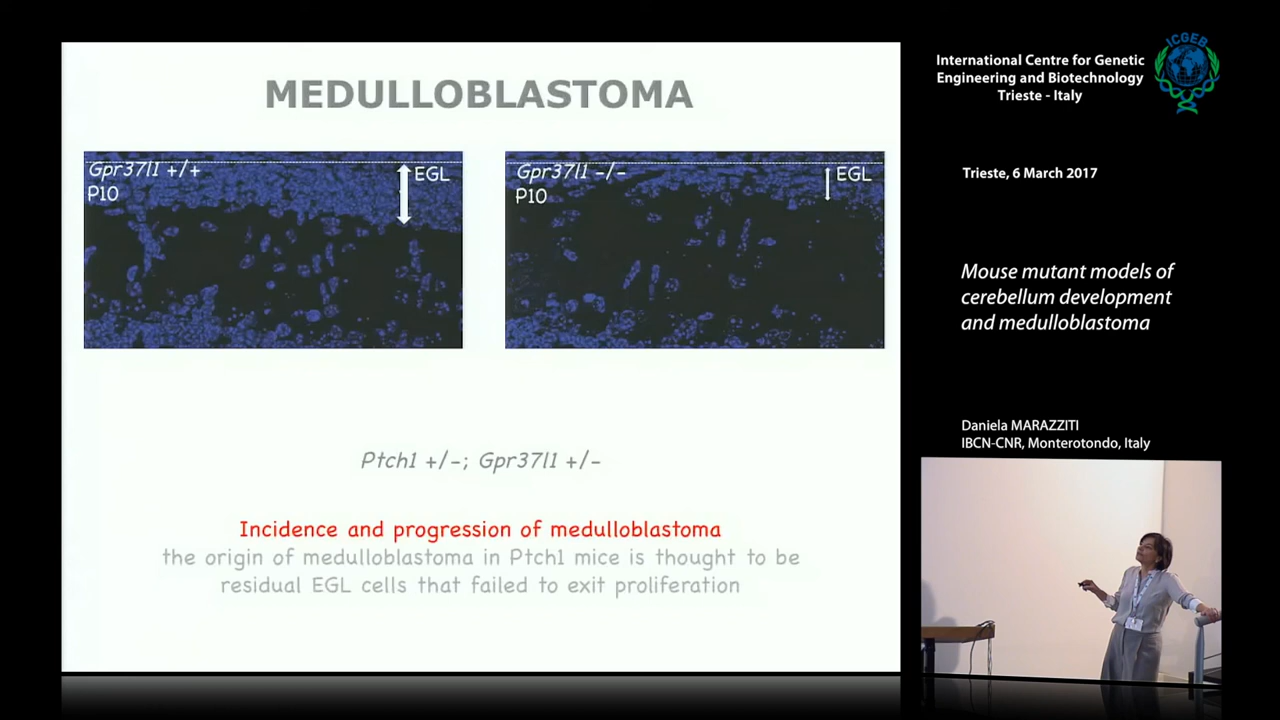 MEDULLOBLASTOMA
Gpr37l1 +/+
P10
EGL
Gpr37l1 -/-
P10
EGL
Ptch1 +/-; Gpr37l1 +/-
Incidence and progression of medulloblastoma
the origin of medulloblastoma in Ptch1 mice is thought to be
residual EGL cells that failed to exit proliferation
International Centre for Genetic
Engineering and Biotechnology
Trieste - Italy
ICGEB
Trieste, 6 March 2017
Mouse mutant models of
cerebellum development
and medulloblastoma
Daniela MARAZZITI
IBCN-CNR, Monterotondo, Italy